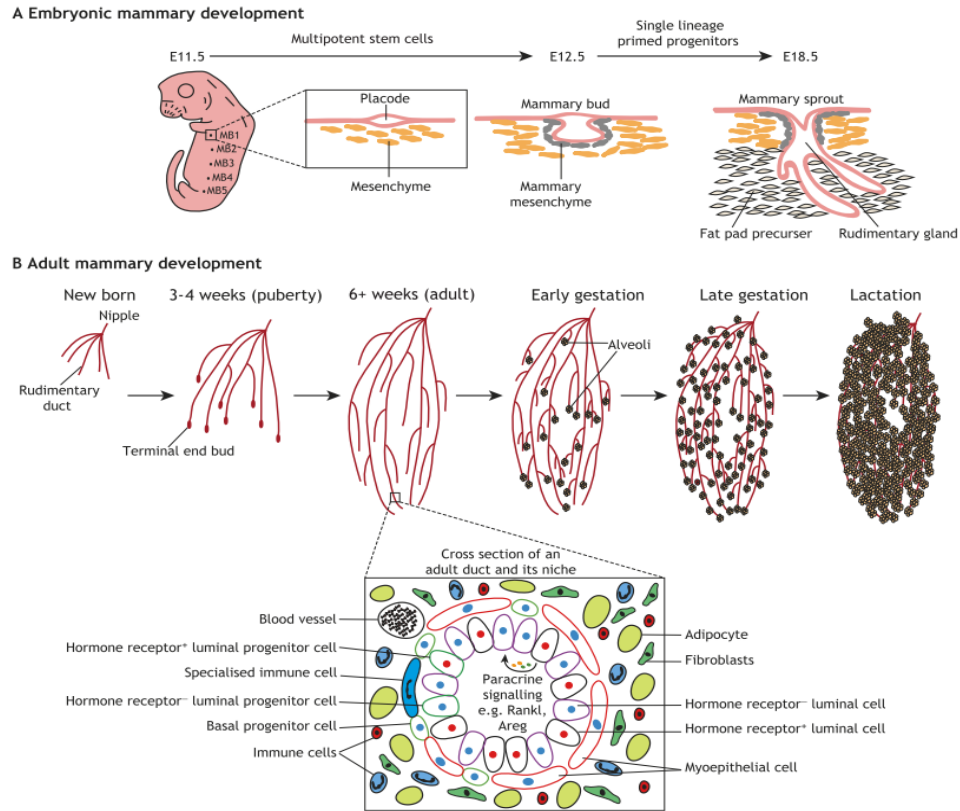 A Embryonic mammary development
Multipotent stem cells
Single lineage
primed progenitors
E11.5
E12.5
E18.5
MB1
MB2
MB3
MB4
MB5
Placode
Mesenchyme
Mammary bud
Mammary
mesenchyme
Mammary sprout
Fat pad precurser
Rudimentary gland
B Adult mammary development
New born
3-4 weeks (puberty)
6+ weeks (adult)
Early gestation
Late gestation
Lactation
Nipple
Rudimentary
duct
Terminal end bud
Alveoli
Cross section of an
adult duct and its niche
Blood vessel
Hormone receptor⁺ luminal progenitor cell
Specialised immune cell
Hormone receptor⁻ luminal progenitor cell
Basal progenitor cell
Immune cells
Paracrine
signalling
e.g. Rankl,
Areg
Adipocyte
Fibroblasts
Hormone receptor⁻ luminal cell
Hormone receptor⁺ luminal cell
Myoepithelial cell